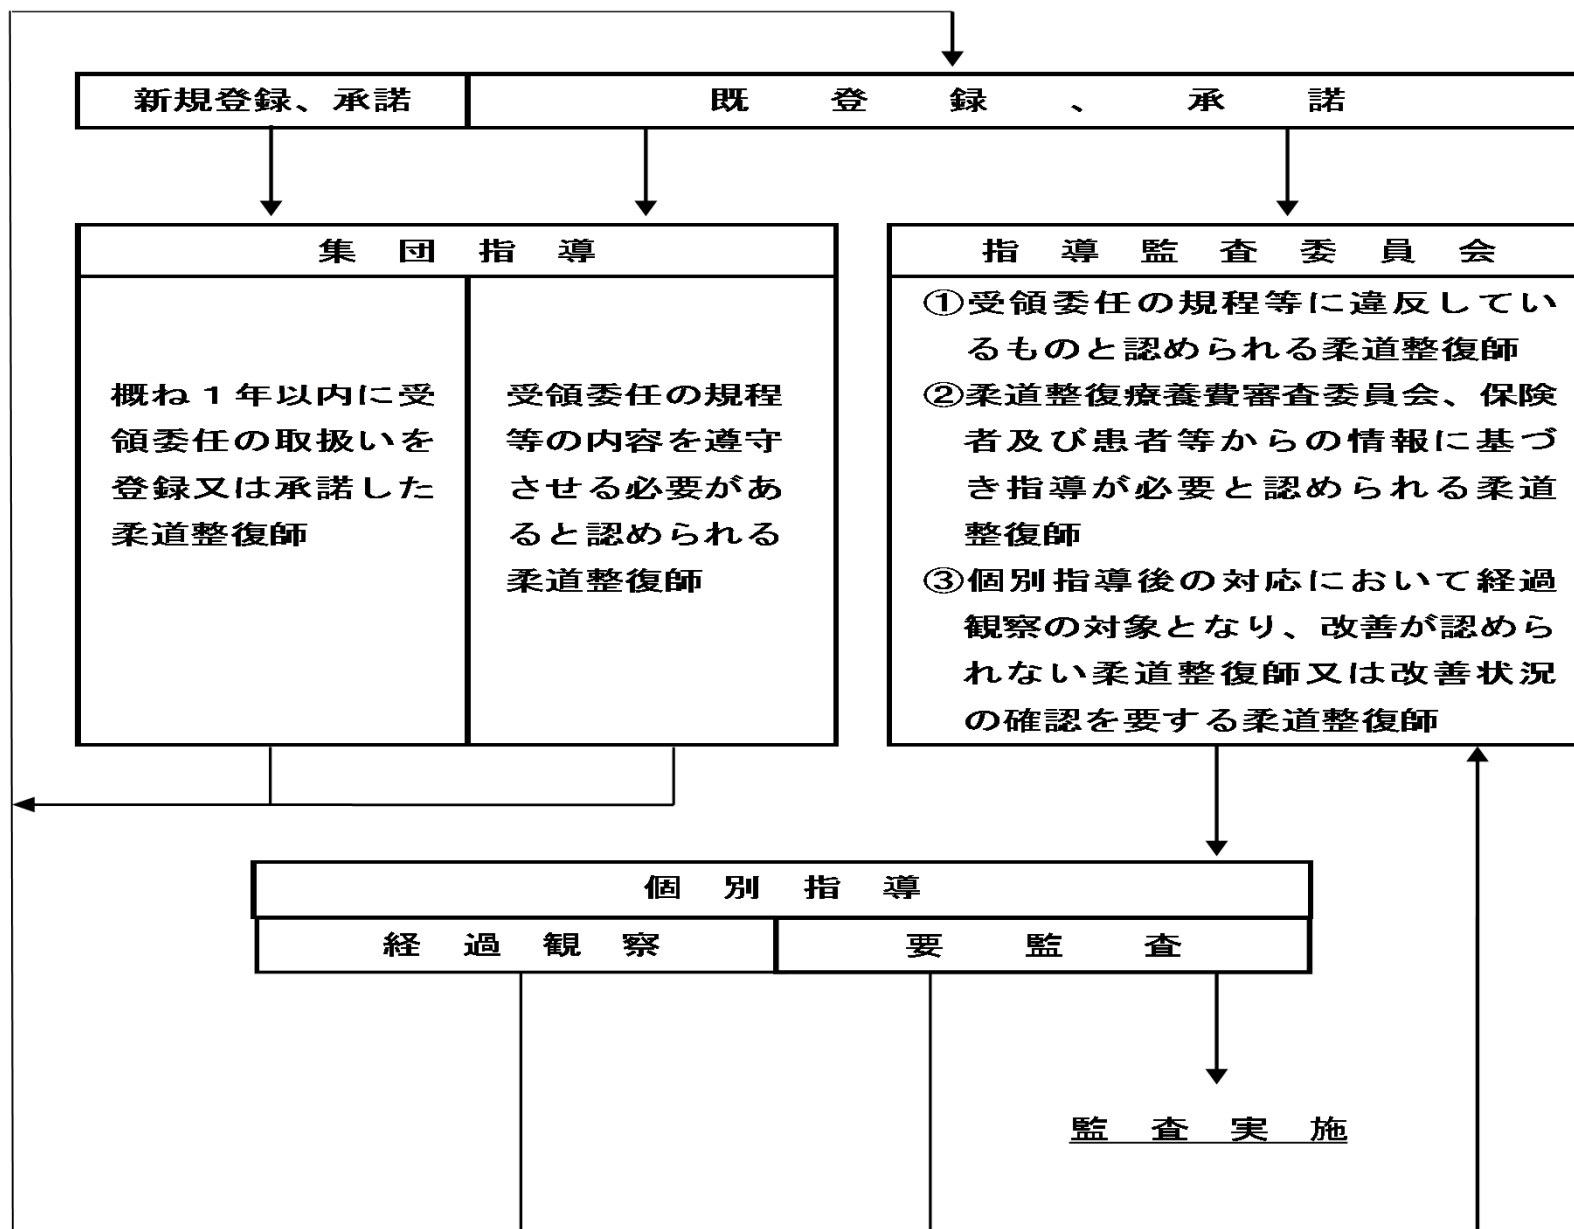 新規登録、承諾
既登録、承諾
集団指導
概ね1年以内に受
領委任の取扱いを
登録又は承諾した
柔道整復師
受領委任の規程
等の内容を遵守
させる必要があ
ると認められる
柔道整復師
指導監査委員会
①受領委任の規程等に違反してい
るものと認められる柔道整復師
②柔道整復療養費審査委員会、保険
者及び患者等からの情報に基づ
き指導が必要と認められる柔道
整復師
③個別指導後の対応において経過
観察の対象となり、改善が認めら
れない柔道整復師又は改善状況
の確認を要する柔道整復師
個別指導
経過観察
要監査
監査実施